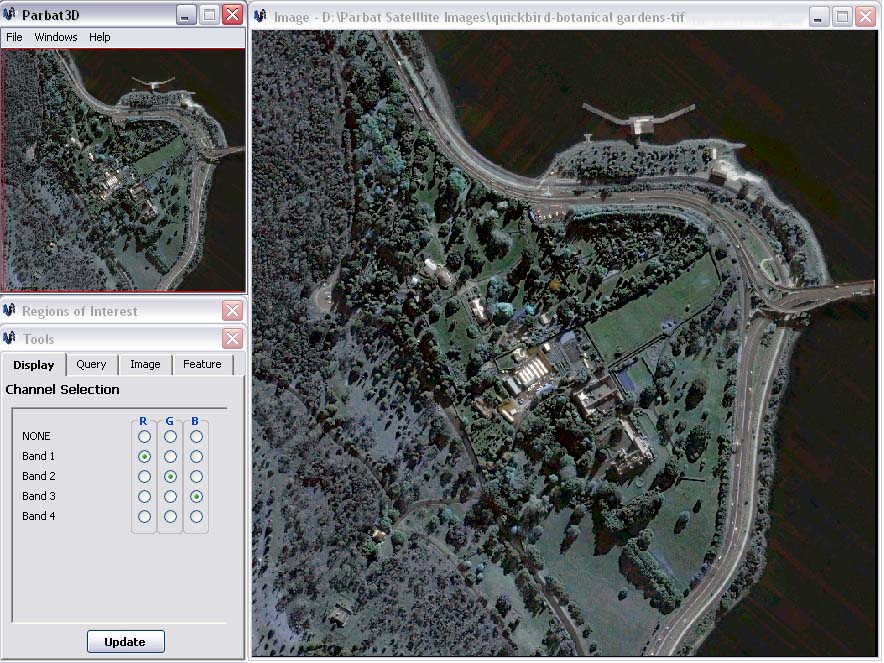 Parbat3D
File Windows Help
Regions of Interest
Tools
Display Query Image Feature
Channel Selection
R G B
NONE
Band 1
Band 2
Band 3
Band 4
Update
Image - D:\Parbat Satelllite Images\quickbird-botanical gardens-tif